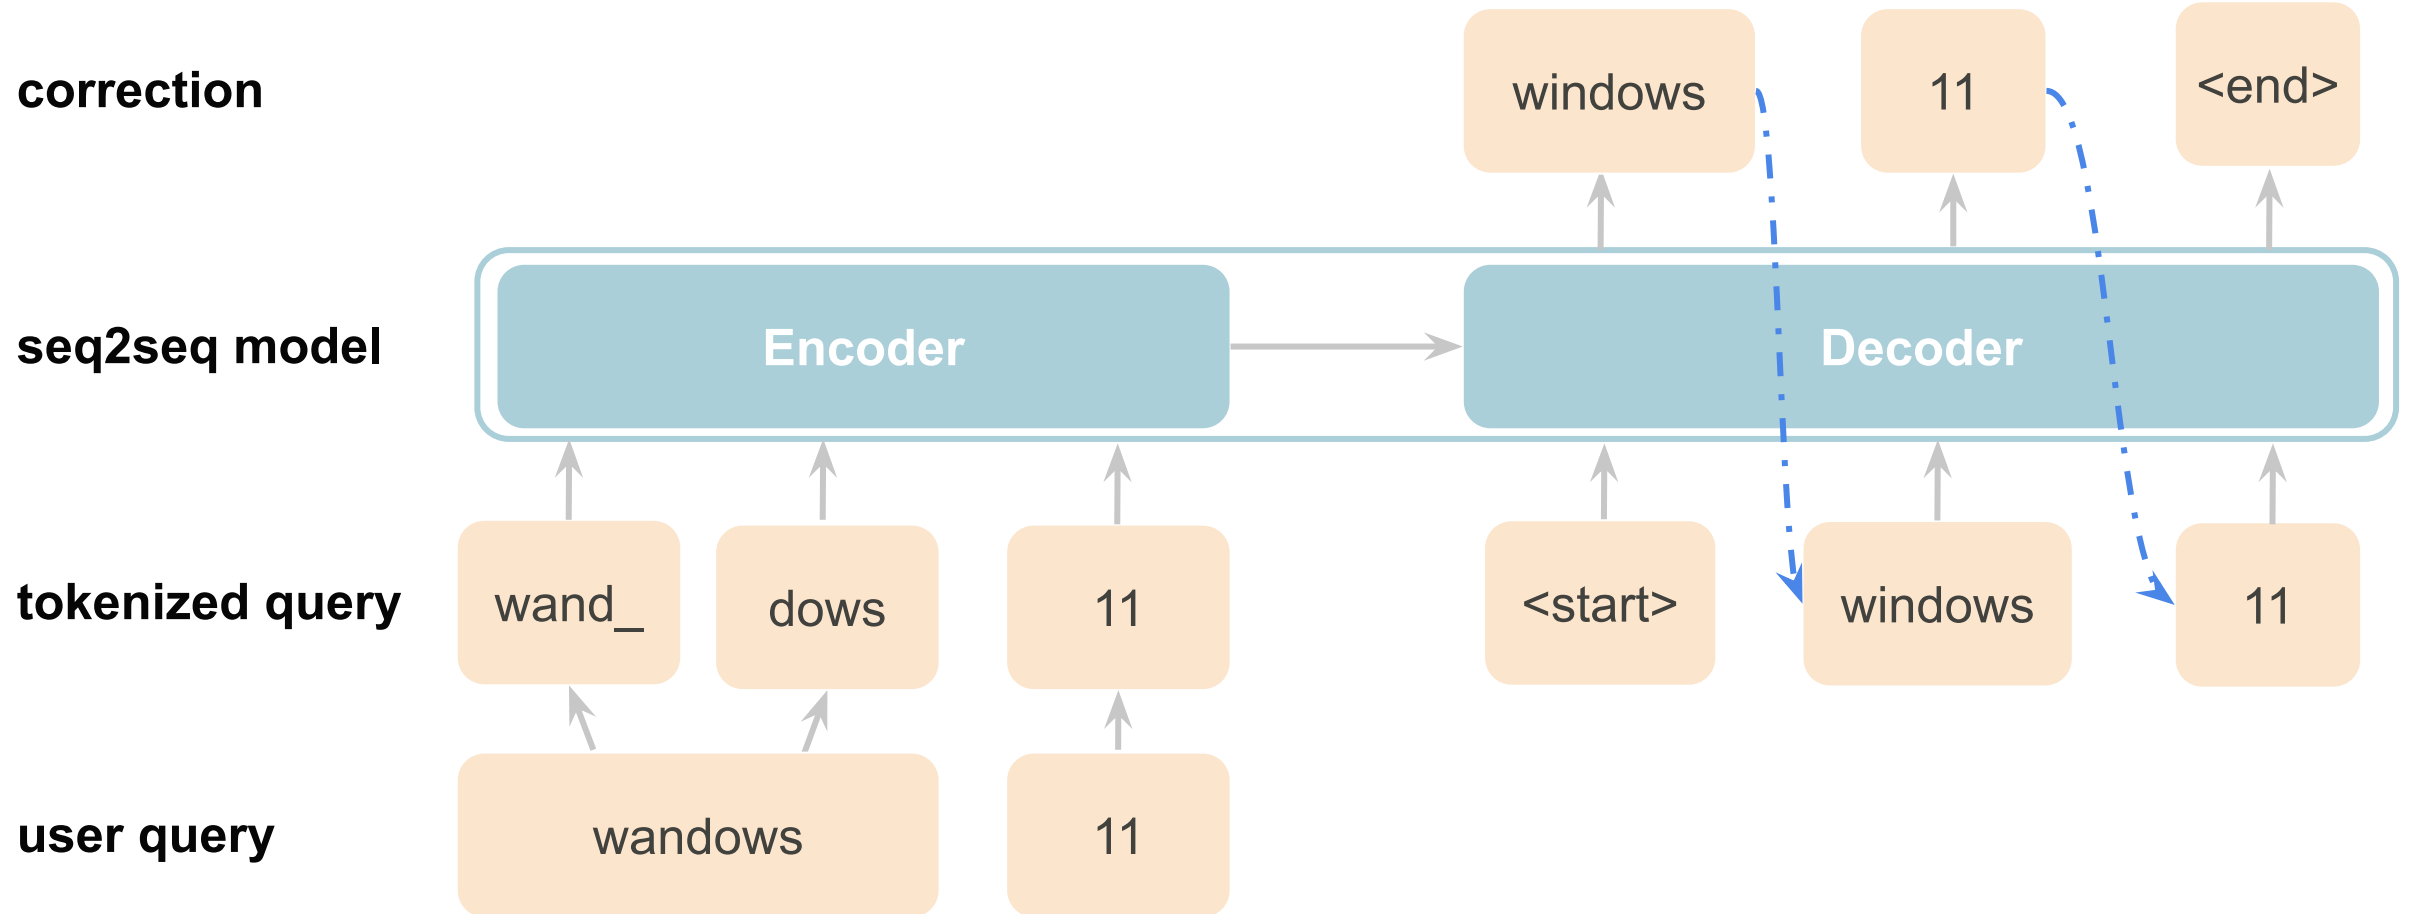 correction
windows
11
<end>
seq2seq model
Encoder
Decoder
tokenized query
wand_
dows
11
<start>
windows
11
user query
wandows
11